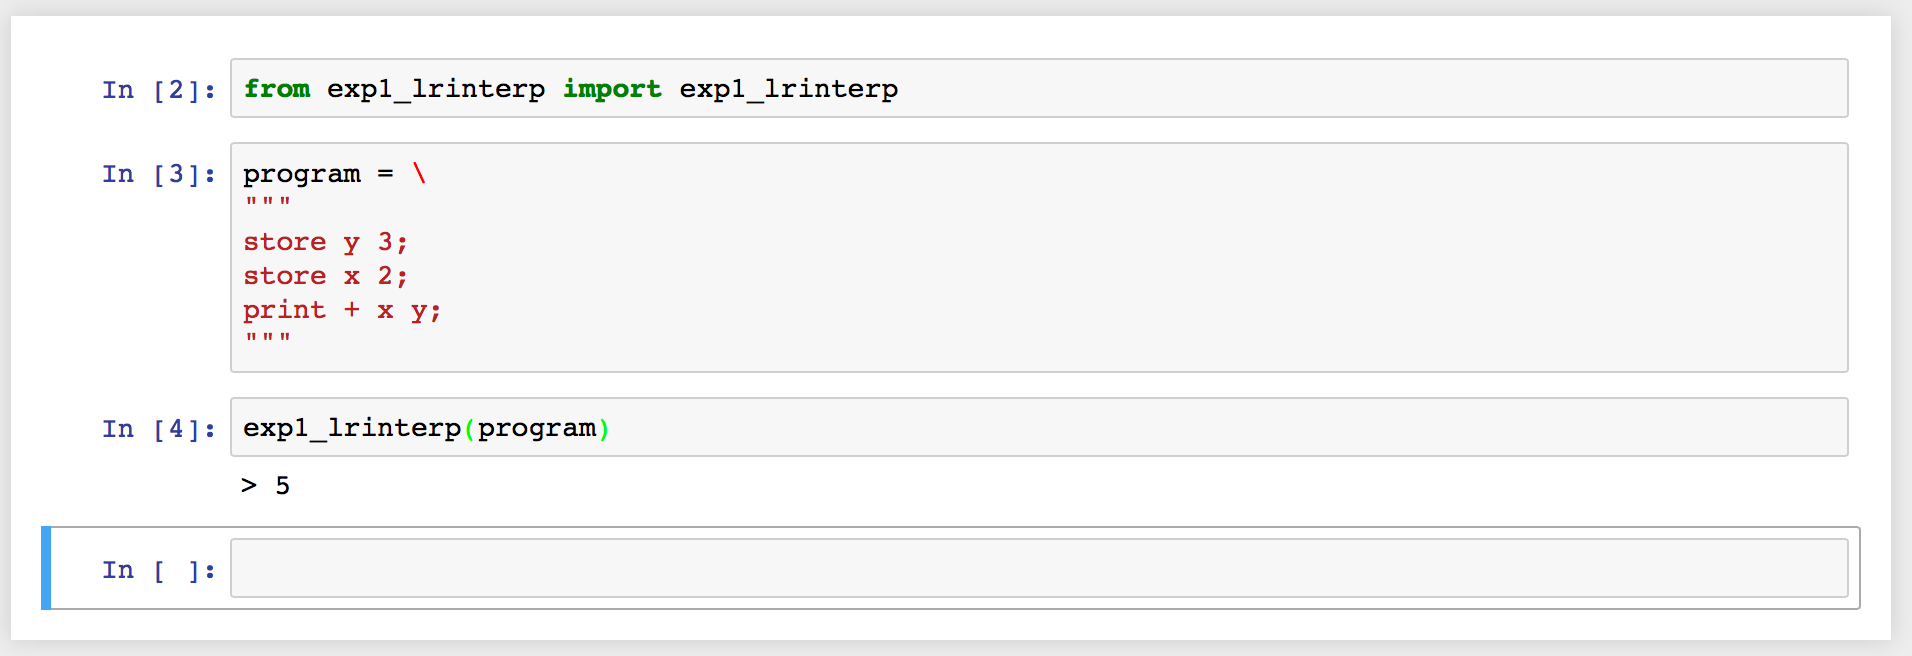 In [2]: from exp1_lrinterp import exp1_lrinterp
In [3]: program = \
"""
store y 3;
store x 2;
print + x y;
"""
In [4]: exp1_lrinterp(program)
> 5
In [ ]: